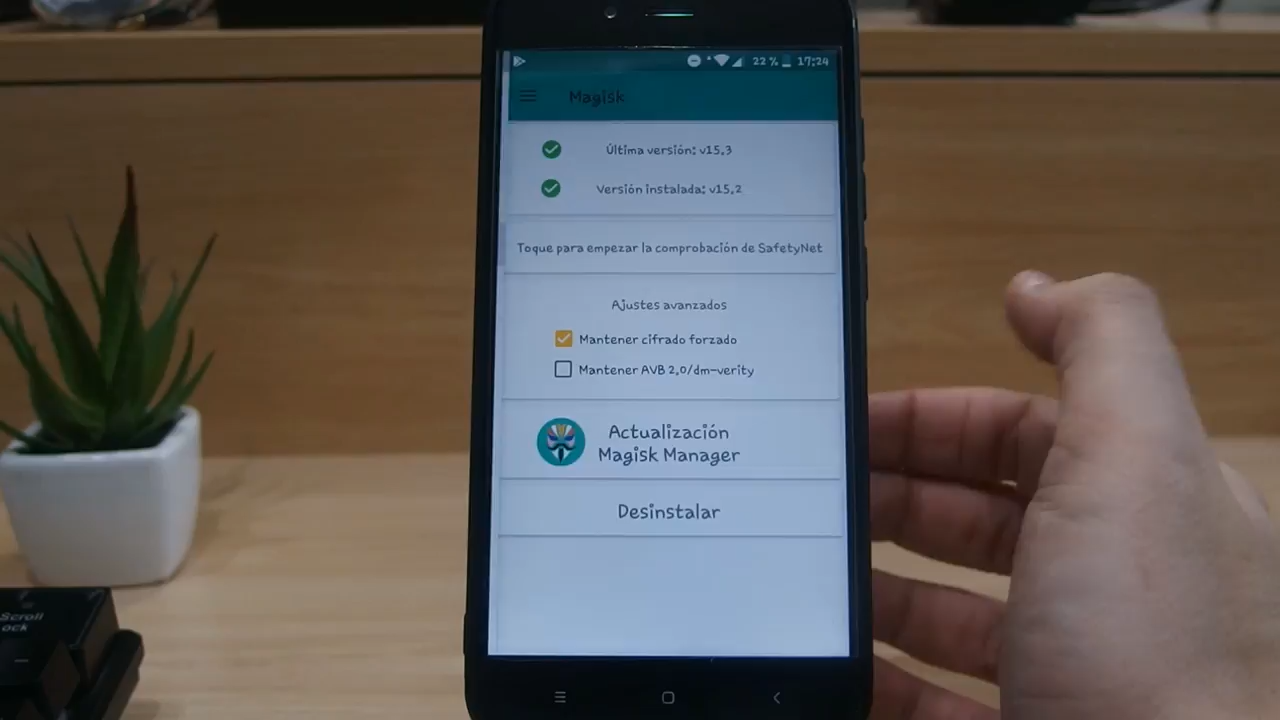 22 % 17:24
Magisk
Última versión: v15.3
Versión instalada: v15.2
Toque para empezar la comprobación de SafetyNet
Ajustes avanzados
Mantener cifrado forzado
Mantener AVB 2.0/dm-verity
Actualización
Magisk Manager
Desinstalar
Scroll
Lock